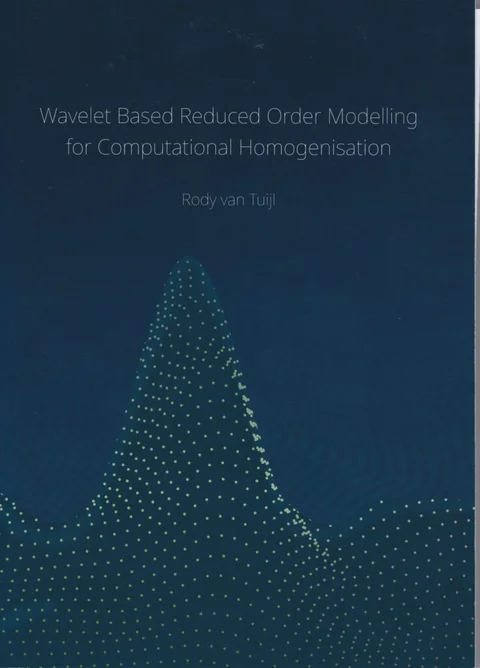 Wavelet Based Reduced Order Modelling
for Computational Homogenisation
Rody van Tuijl